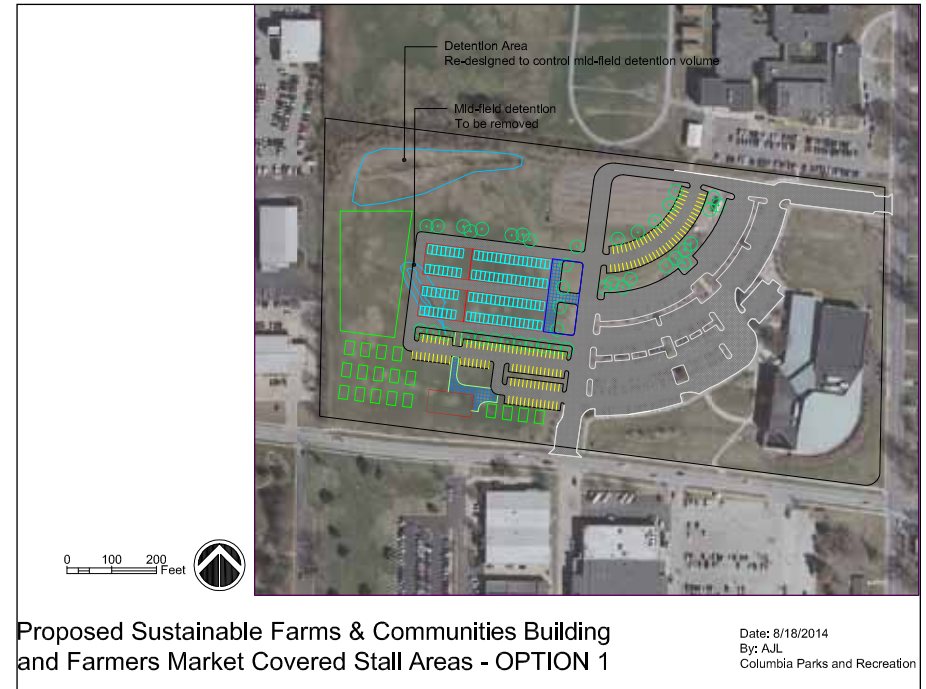 Detention Area
Re-designed to control mid-field detention volume
Mid-field detention
To be removed
0 100 200
Feet
Proposed Sustainable Farms & Communities Building
and Farmers Market Covered Stall Areas - OPTION 1
Date: 8/18/2014
By: AJL
Columbia Parks and Recreation